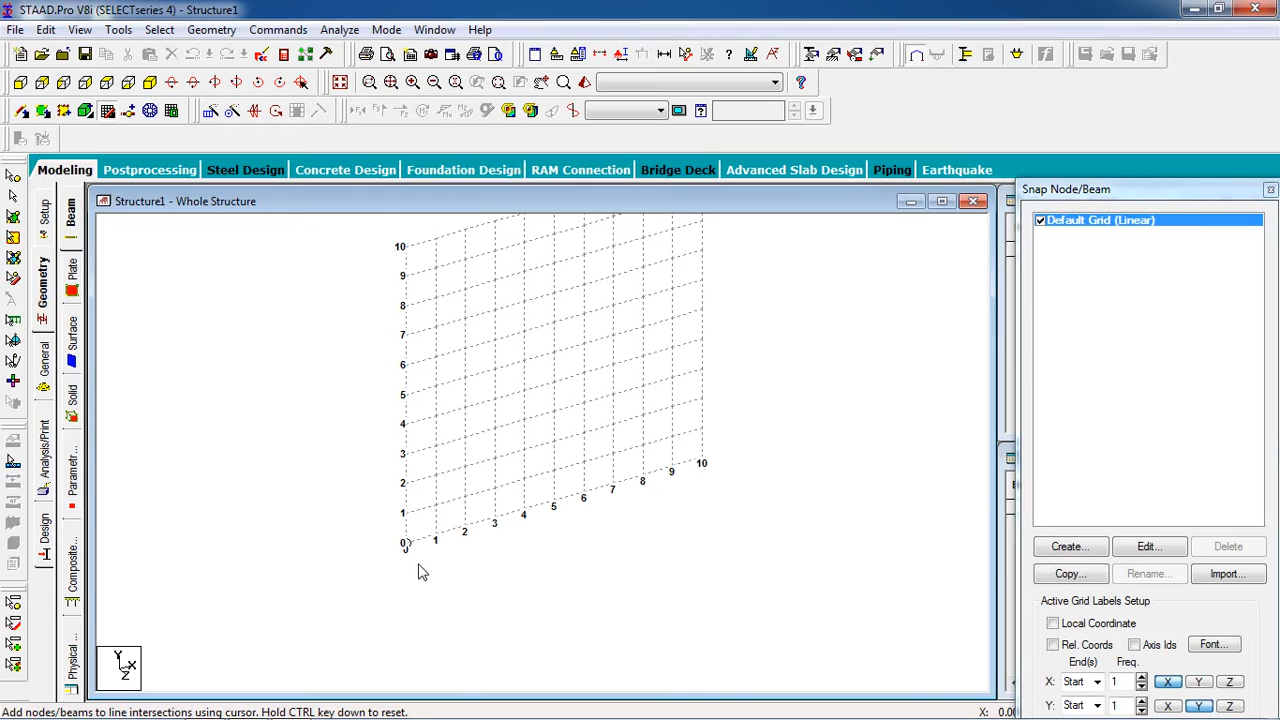 STAAD.Pro V8i (SELECTseries 4) - Structure1
File Edit View Tools Select Geometry Commands Analyze Mode Window Help
Modeling Postprocessing Steel Design Concrete Design Foundation Design RAM Connection Bridge Deck Advanced Slab Design Piping Earthquake
Setup
Geometry
General
Analysis/Print
Design
Beam
Plate
Surface
Solid
Parametr...
Composite...
Physical ...
Structure1 - Whole Structure
10
9
8
7
6
5
4
3
2
1
0
0
1
2
3
4
5
6
7
8
9
10
Y
X
Z
Snap Node/Beam
Default Grid (Linear)
Create... Edit... Delete
Copy... Rename... Import...
Active Grid Labels Setup
Local Coordinate
Rel. Coords Axis Ids Font...
End(s) Freq.
X: Start 1 X Y Z
Y: Start 1 X Y Z
Add nodes/beams to line intersections using cursor. Hold CTRL key down to reset.